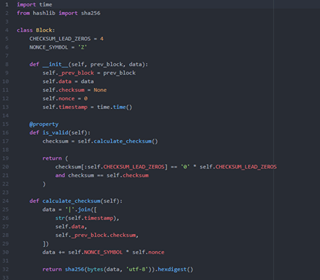 import time
from hashlib import sha256
class Block:
CHECKSUM_LEAD_ZEROS = 4
NONCE_SYMBOL = '2'
def __init__(self, prev_block, data):
self._prev_block = prev_block
self.data = data
self.checksum = None
self.nonce = 0
self.timestamp = time.time()
@property
def is_valid(self):
checksum = self.calculate_checksum()
return (
checksum[:self.CHECKSUM_LEAD_ZEROS] == '0' * self.CHECKSUM_LEAD_ZEROS
and checksum == self.checksum
)
def calculate_checksum(self):
data = '|'.join([
str(self.timestamp),
self.data,
self._prev_block.checksum,
])
data += self.NONCE_SYMBOL * self.nonce
return sha256(bytes(data, 'utf-8')).hexdigest()